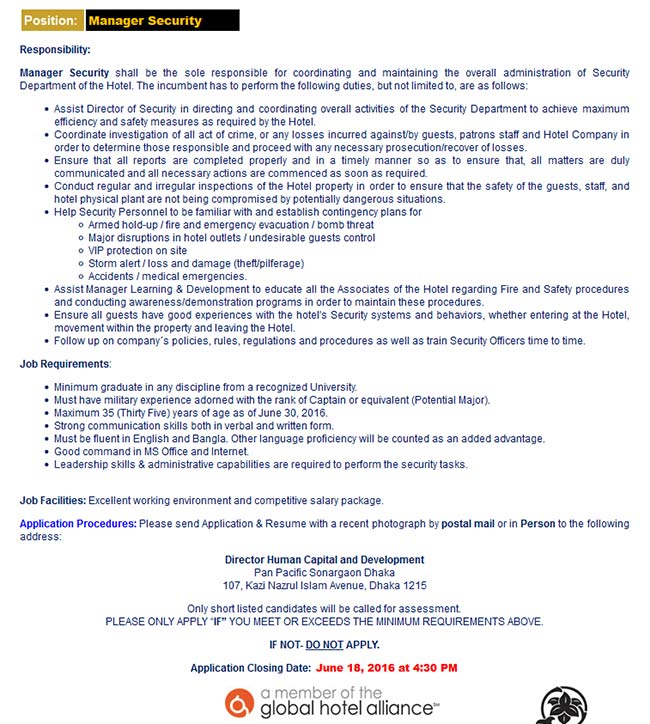 Position: Manager Security
Responsibility:
Manager Security shall be the sole responsible for coordinating and maintaining the overall administration of Security
Department of the Hotel. The incumbent has to perform the following duties, but not limited to, are as follows:
• Assist Director of Security in directing and coordinating overall activities of the Security Department to achieve maximum
efficiency and safety measures as required by the Hotel.
• Coordinate investigation of all act of crime, or any losses incurred against/by guests, patrons staff and Hotel Company in
order to determine those responsible and proceed with any necessary prosecution/recover of losses.
• Ensure that all reports are completed properly and in a timely manner so as to ensure that, all matters are duly
communicated and all necessary actions are commenced as soon as required.
• Conduct regular and irregular inspections of the Hotel property in order to ensure that the safety of the guests, staff, and
hotel physical plant are not being compromised by potentially dangerous situations.
• Help Security Personnel to be familiar with and establish contingency plans for
o Armed hold-up / fire and emergency evacuation / bomb threat
o Major disruptions in hotel outlets / undesirable guests control
o VIP protection on site
o Storm alert / loss and damage (theft/pilferage)
o Accidents / medical emergencies.
• Assist Manager Learning & Development to educate all the Associates of the Hotel regarding Fire and Safety procedures
and conducting awareness/demonstration programs in order to maintain these procedures.
• Ensure all guests have good experiences with the hotel's Security systems and behaviors, whether entering at the Hotel,
movement within the property and leaving the Hotel.
• Follow up on company´s policies, rules, regulations and procedures as well as train Security Officers time to time.
Job Requirements:
• Minimum graduate in any discipline from a recognized University.
• Must have military experience adorned with the rank of Captain or equivalent (Potential Major).
• Maximum 35 (Thirty Five) years of age as of June 30, 2016.
• Strong communication skills both in verbal and written form.
• Must be fluent in English and Bangla. Other language proficiency will be counted as an added advantage.
• Good command in MS Office and Internet.
• Leadership skills & administrative capabilities are required to perform the security tasks.
Job Facilities: Excellent working environment and competitive salary package.
Application Procedures: Please send Application & Resume with a recent photograph by postal mail or in Person to the following
address:
Director Human Capital and Development
Pan Pacific Sonargaon Dhaka
107, Kazi Nazrul Islam Avenue, Dhaka 1215
Only short listed candidates will be called for assessment.
PLEASE ONLY APPLY "IF" YOU MEET OR EXCEEDS THE MINIMUM REQUIREMENTS ABOVE.
IF NOT- DO NOT APPLY.
Application Closing Date: June 18, 2016 at 4:30 PM
a member of the
global hotel alliance℠